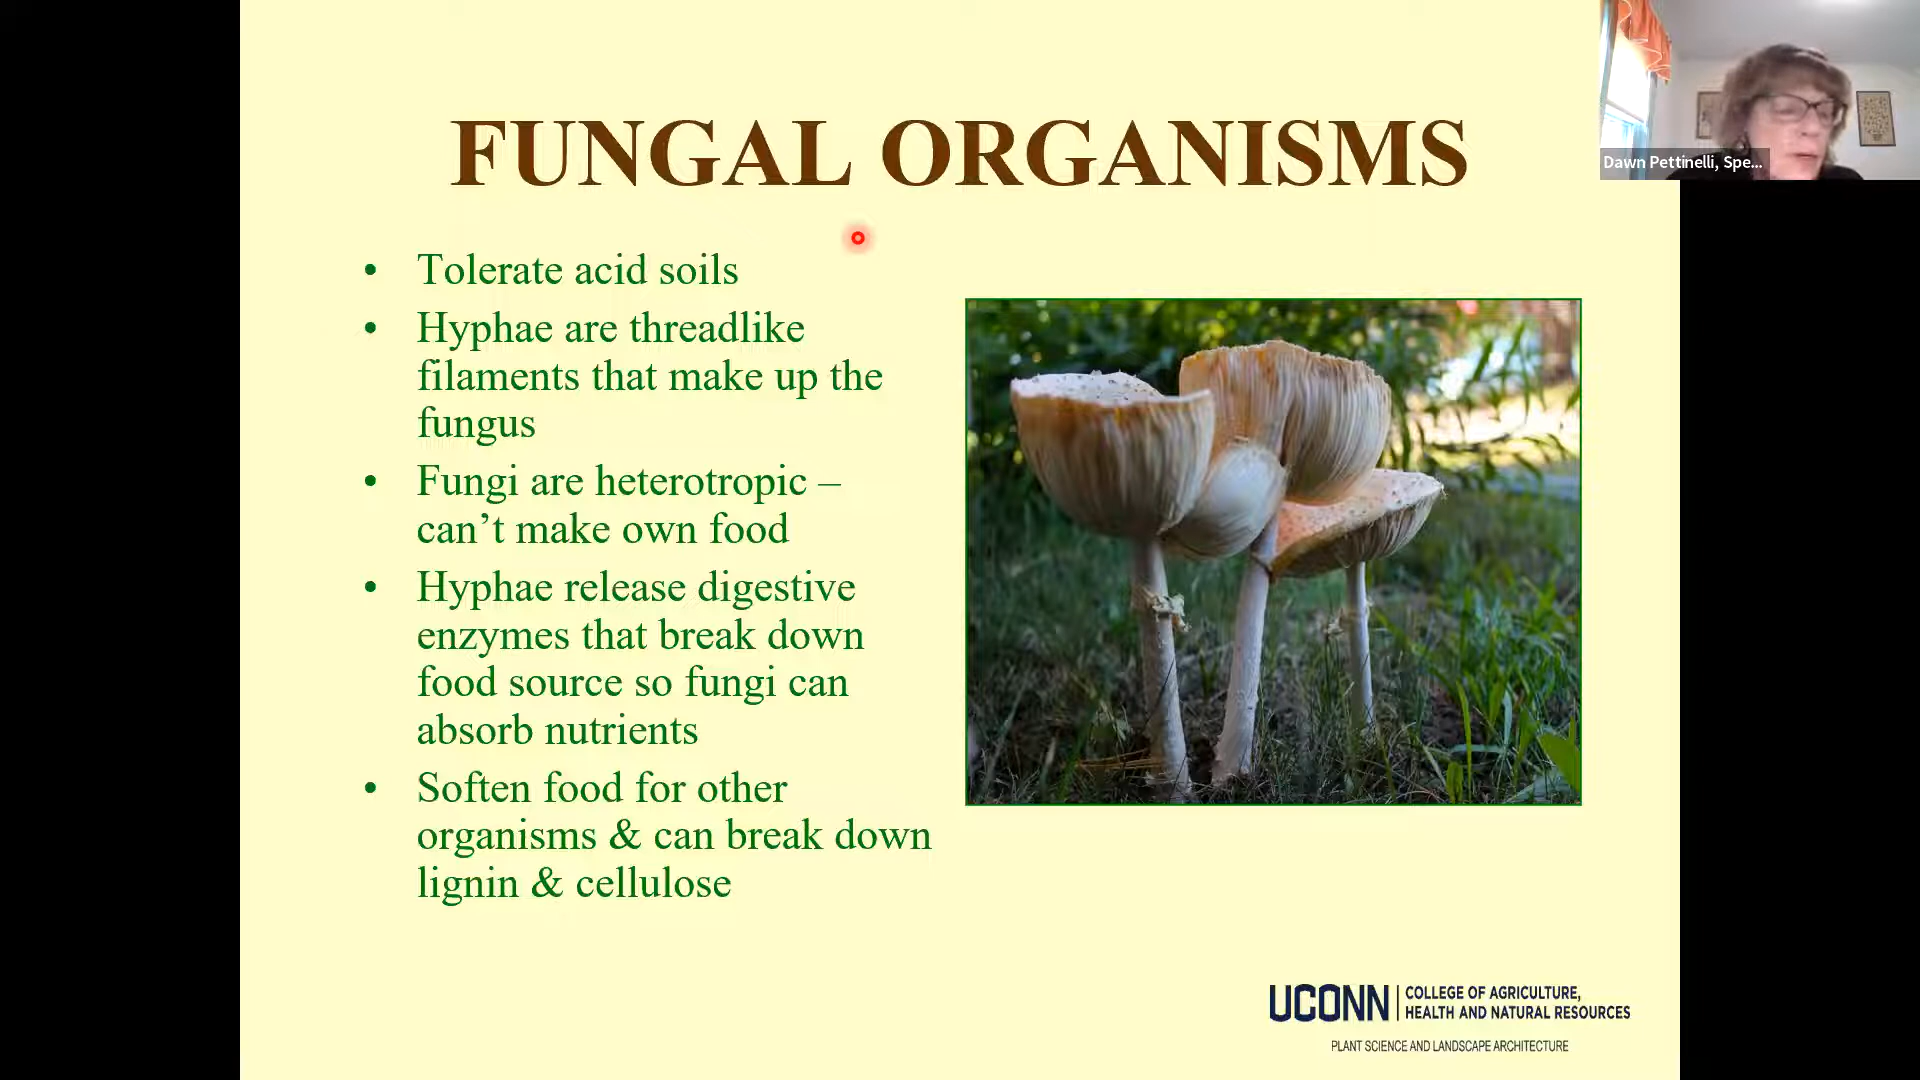 FUNGAL ORGANISMS
Dawn Pettinelli, Spe...
• Tolerate acid soils
• Hyphae are threadlike
filaments that make up the
fungus
• Fungi are heterotropic –
can’t make own food
• Hyphae release digestive
enzymes that break down
food source so fungi can
absorb nutrients
• Soften food for other
organisms & can break down
lignin & cellulose
UCONN
COLLEGE OF AGRICULTURE,
HEALTH AND NATURAL RESOURCES
PLANT SCIENCE AND LANDSCAPE ARCHITECTURE